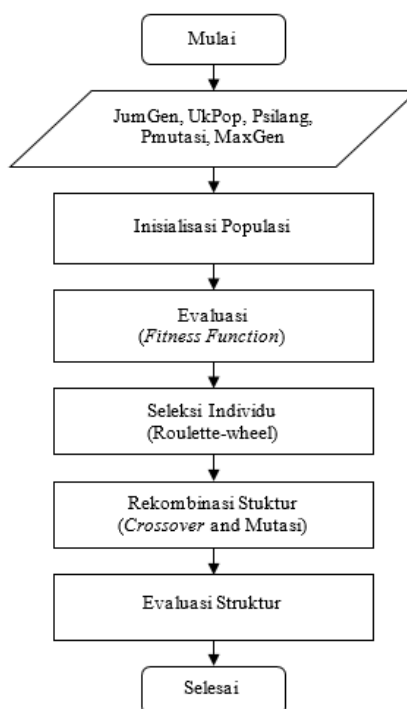 Mulai
JumGen, UkPop, Psilang,
Pmutasi, MaxGen
Inisialisasi Populasi
Evaluasi
(Fitness Function)
Seleksi Individu
(Roulette-wheel)
Rekombinasi Stuktur
(Crossover and Mutasi)
Evaluasi Struktur
Selesai